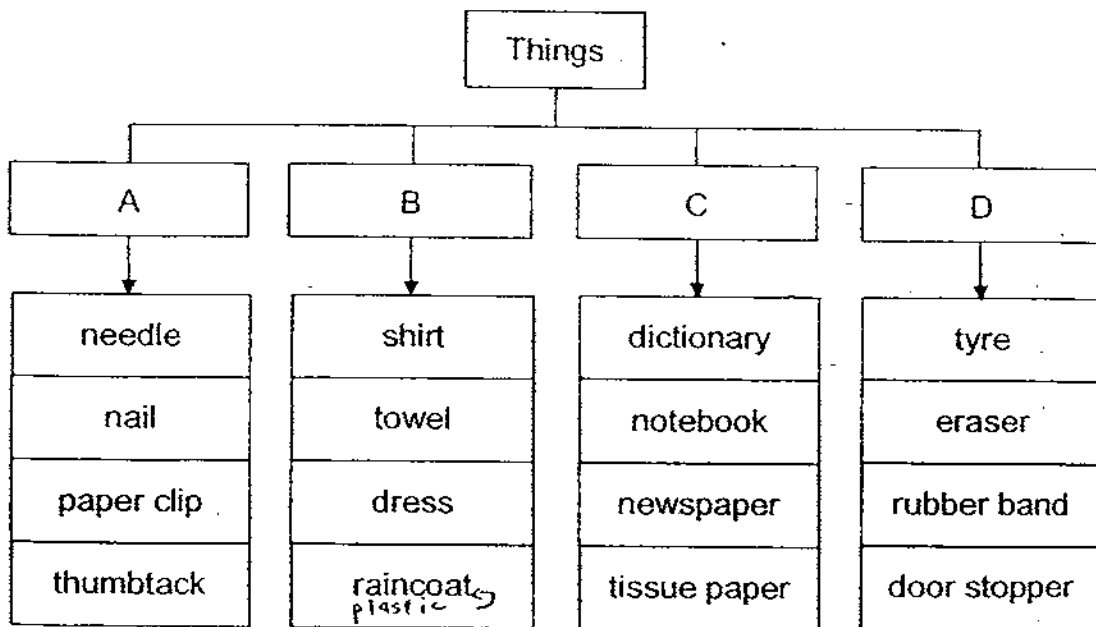 Things
A
B
C
D
needle
shirt
dictionary
tyre
nail
towel
notebook
eraser
paper clip
dress
newspaper
rubber band
thumbtack
raincoat
plastic
tissue paper
door stopper